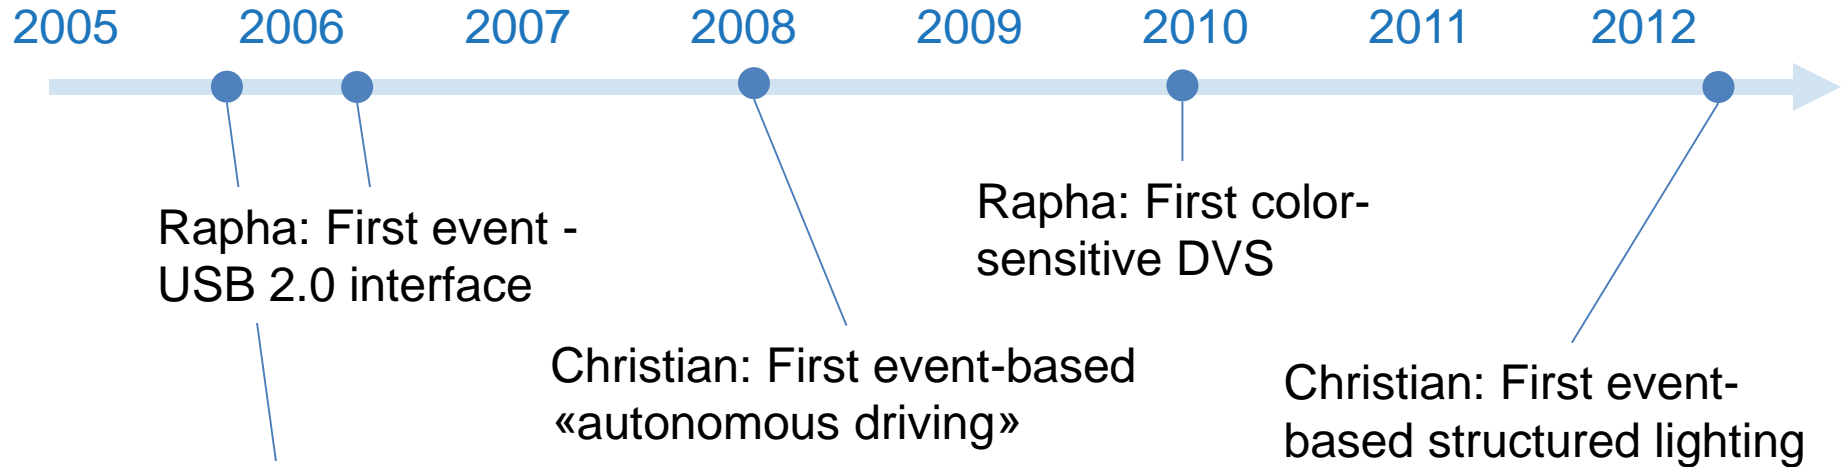 2005 2006 2007 2008 2009 2010 2011 2012
Rapha: First event -
USB 2.0 interface
Rapha: First color-
sensitive DVS
Christian: First event-based
«autonomous driving»
Christian: First event-
based structured lighting